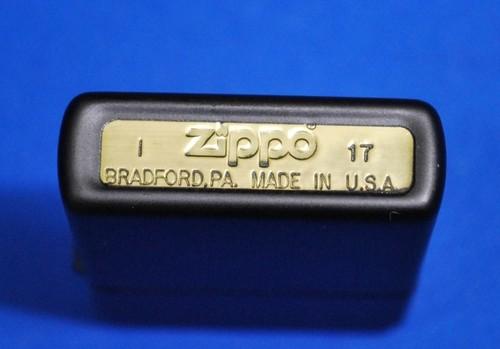 I Zippo® 17
BRADFORD, PA. MADE IN U.S.A